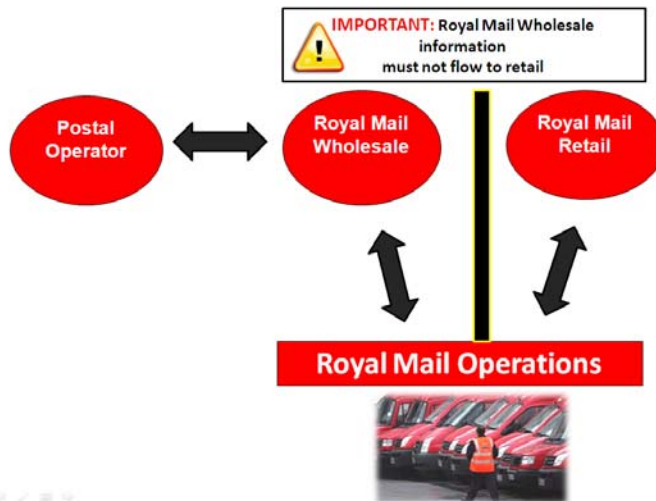 IMPORTANT: Royal Mail Wholesale
information
must not flow to retail
Postal
Operator
Royal Mail
Wholesale
Royal Mail
Retail
Royal Mail Operations